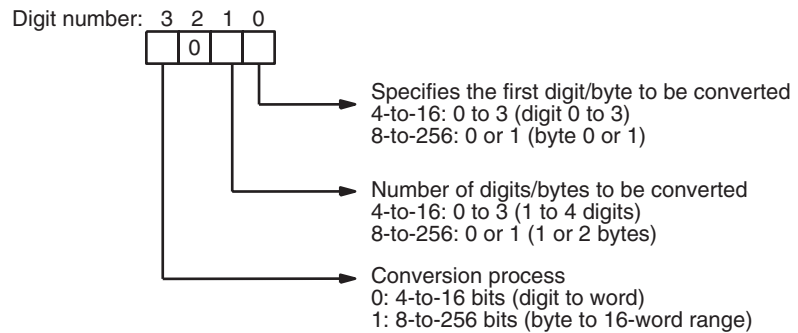 Digit number: 3 2 1 0
0
Specifies the first digit/byte to be converted
4-to-16: 0 to 3 (digit 0 to 3)
8-to-256: 0 or 1 (byte 0 or 1)
Number of digits/bytes to be converted
4-to-16: 0 to 3 (1 to 4 digits)
8-to-256: 0 or 1 (1 or 2 bytes)
Conversion process
0: 4-to-16 bits (digit to word)
1: 8-to-256 bits (byte to 16-word range)